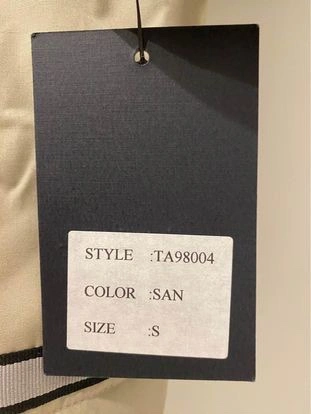 STYLE :TA98004
COLOR :SAN
SIZE :S